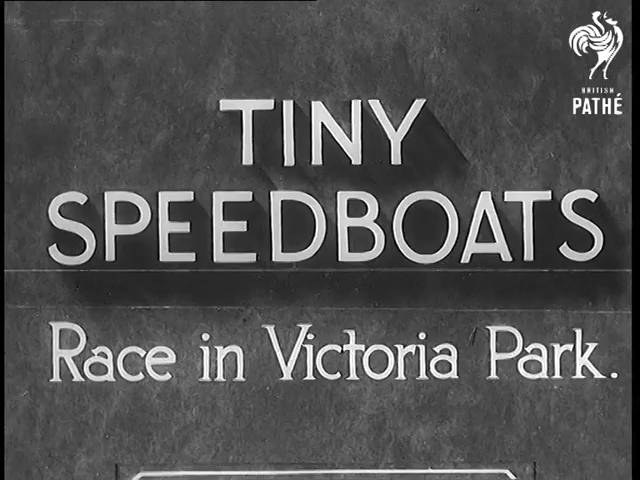 BRITISH
PATHÉ
TINY
SPEEDBOATS
Race in Victoria Park.